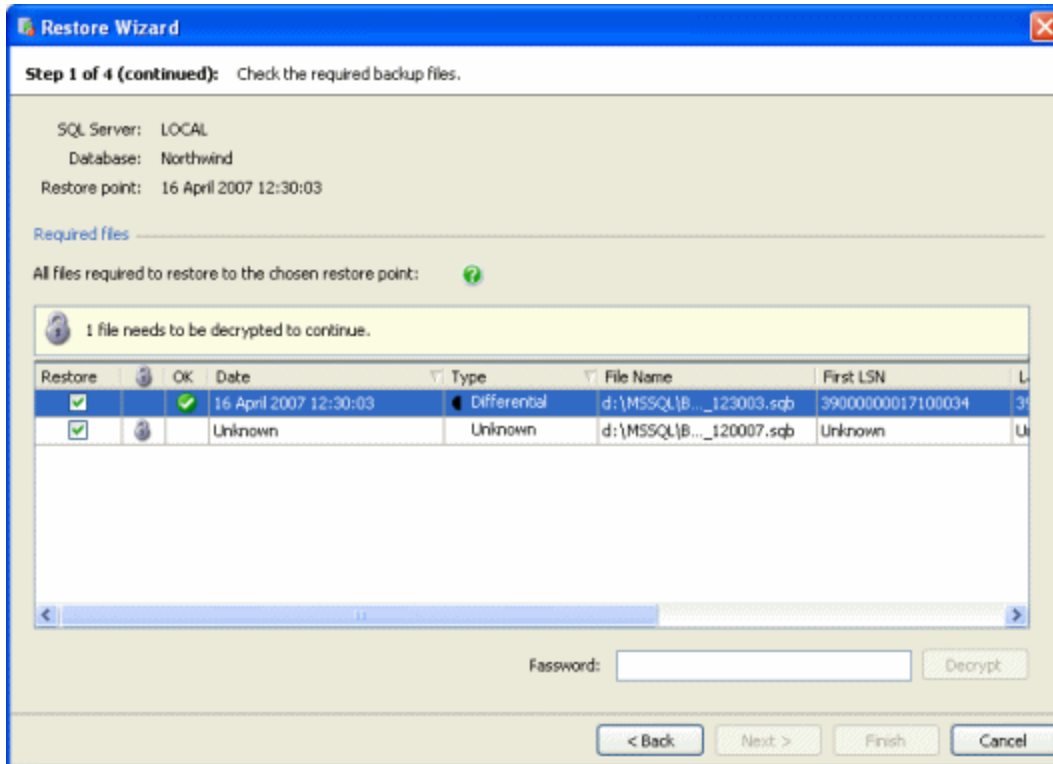 Restore Wizard
Step 1 of 4 (continued): Check the required backup files.
SQL Server: LOCAL
Database: Northwind
Restore point: 16 April 2007 12:30:03
Required files
All files required to restore to the chosen restore point:
1 file needs to be decrypted to continue.
Restore OK Date Type File Name First LSN L
16 April 2007 12:30:03 Differential d:\MSSQL\B..._123003.sqb 39000000017100034 39
Unknown Unknown d:\MSSQL\B..._120007.sqb Unknown Un
Password: Decrypt
< Back Next > Finish Cancel